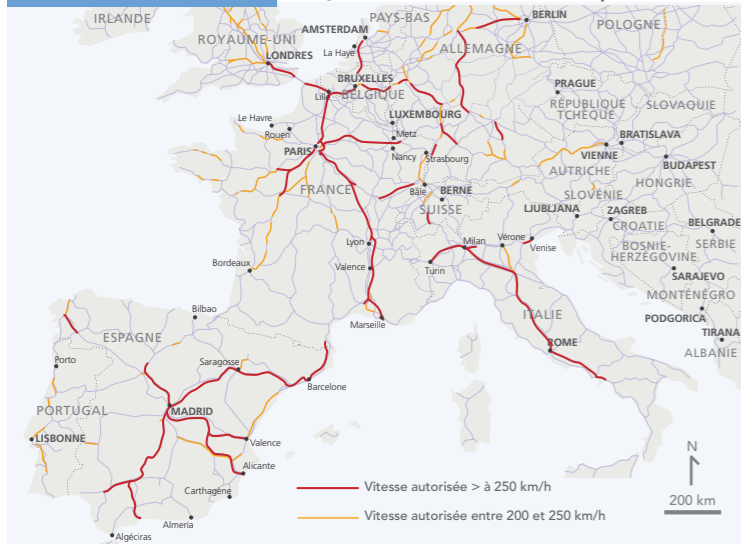 IRLANDE
PAYS-BAS
BERLIN
POLOGNE
AMSTERDAM
ROYAUME-UNI
La Haye
ALLEMAGNE
LONDRES
BRUXELLES
PRAGUE
Lille
BELGIQUE
RÉPUBLIQUE
TCHÈQUE
SLOVAQUIE
Le Havre
LUXEMBOURG
Rouen
Metz
BRATISLAVA
PARIS
Nancy
Strasbourg
VIENNE
BUDAPEST
FRANCE
Bâle
BERNE
AUTRICHE
HONGRIE
SUISSE
SLOVÉNIE
LJUBLJANA
ZAGREB
Lyon
Milan
Vérone
CROATIE
BELGRADE
Venise
BOSNIE-
HERZÉGOVINE
SERBIE
Bordeaux
Valence
Turin
SARAJEVO
MONTÉNÉGRO
Bilbao
Marseille
ITALIE
PODGORICA
ESPAGNE
TIRANA
Porto
Saragosse
ROME
ALBANIE
Barcelone
PORTUGAL
MADRID
LISBONNE
Valence
N
Alicante
Carthagène
Vitesse autorisée > à 250 km/h
200 km
Almeria
Vitesse autorisée entre 200 et 250 km/h
Algéciras